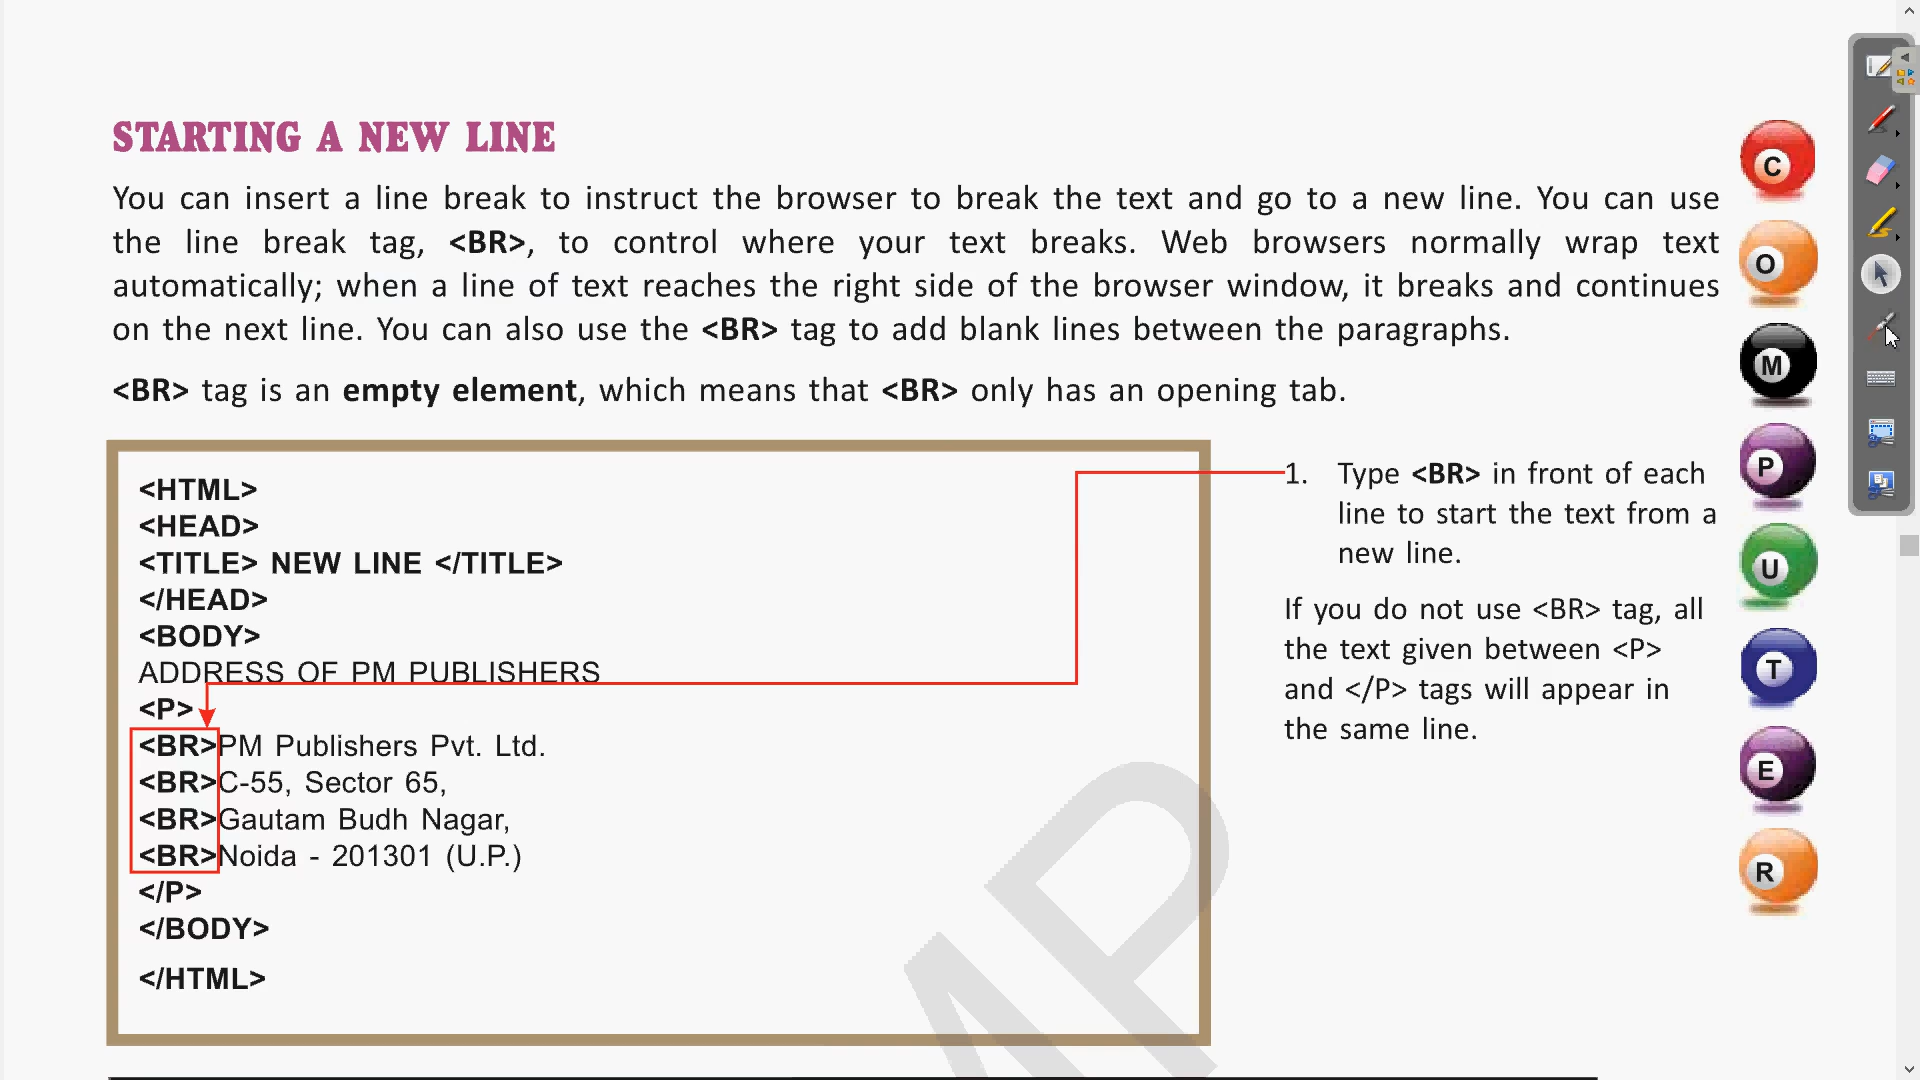 STARTING A NEW LINE
You can insert a line break to instruct the browser to break the text and go to a new line. You can use
the line break tag, <BR>, to control where your text breaks. Web browsers normally wrap text
automatically; when a line of text reaches the right side of the browser window, it breaks and continues
on the next line. You can also use the <BR> tag to add blank lines between the paragraphs.
<BR> tag is an empty element, which means that <BR> only has an opening tab.
<HTML>
<HEAD>
<TITLE> NEW LINE </TITLE>
</HEAD>
<BODY>
ADDRESS OF PM PUBLISHERS
<P>
<BR>PM Publishers Pvt. Ltd.
<BR>C-55, Sector 65,
<BR>Gautam Budh Nagar,
<BR>Noida - 201301 (U.P.)
</P>
</BODY>
</HTML>
1. Type <BR> in front of each
line to start the text from a
new line.
If you do not use <BR> tag, all
the text given between <P>
and </P> tags will appear in
the same line.
C
O
M
P
U
T
E
R
MP